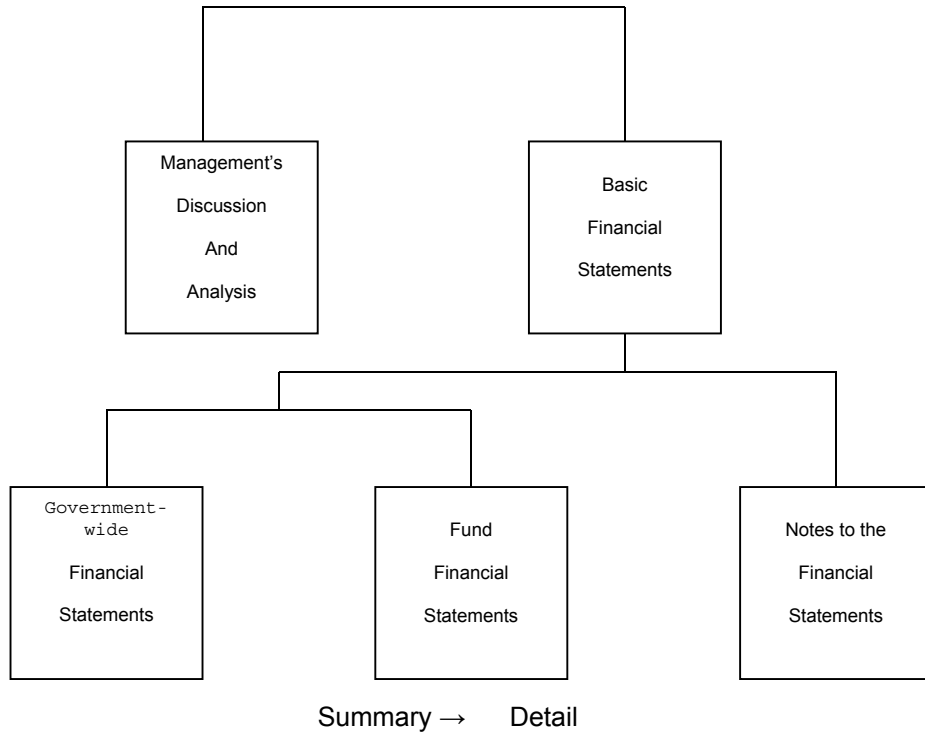 Management’s
Discussion
And
Analysis
Basic
Financial
Statements
Government-
wide
Financial
Statements
Fund
Financial
Statements
Notes to the
Financial
Statements
Summary → Detail